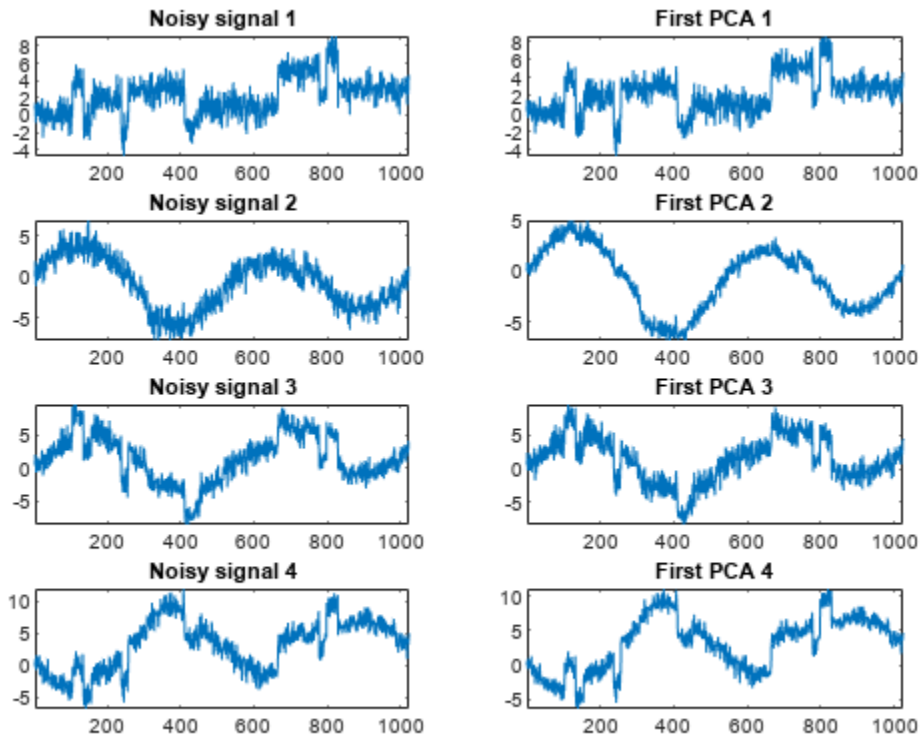 Noisy signal 1
8
6
4
2
0
-2
-4
200 400 600 800 1000
First PCA 1
8
6
4
2
0
-2
-4
200 400 600 800 1000
Noisy signal 2
5
0
-5
200 400 600 800 1000
First PCA 2
5
0
-5
200 400 600 800 1000
Noisy signal 3
5
0
-5
200 400 600 800 1000
First PCA 3
5
0
-5
200 400 600 800 1000
Noisy signal 4
10
5
0
-5
200 400 600 800 1000
First PCA 4
10
5
0
-5
200 400 600 800 1000